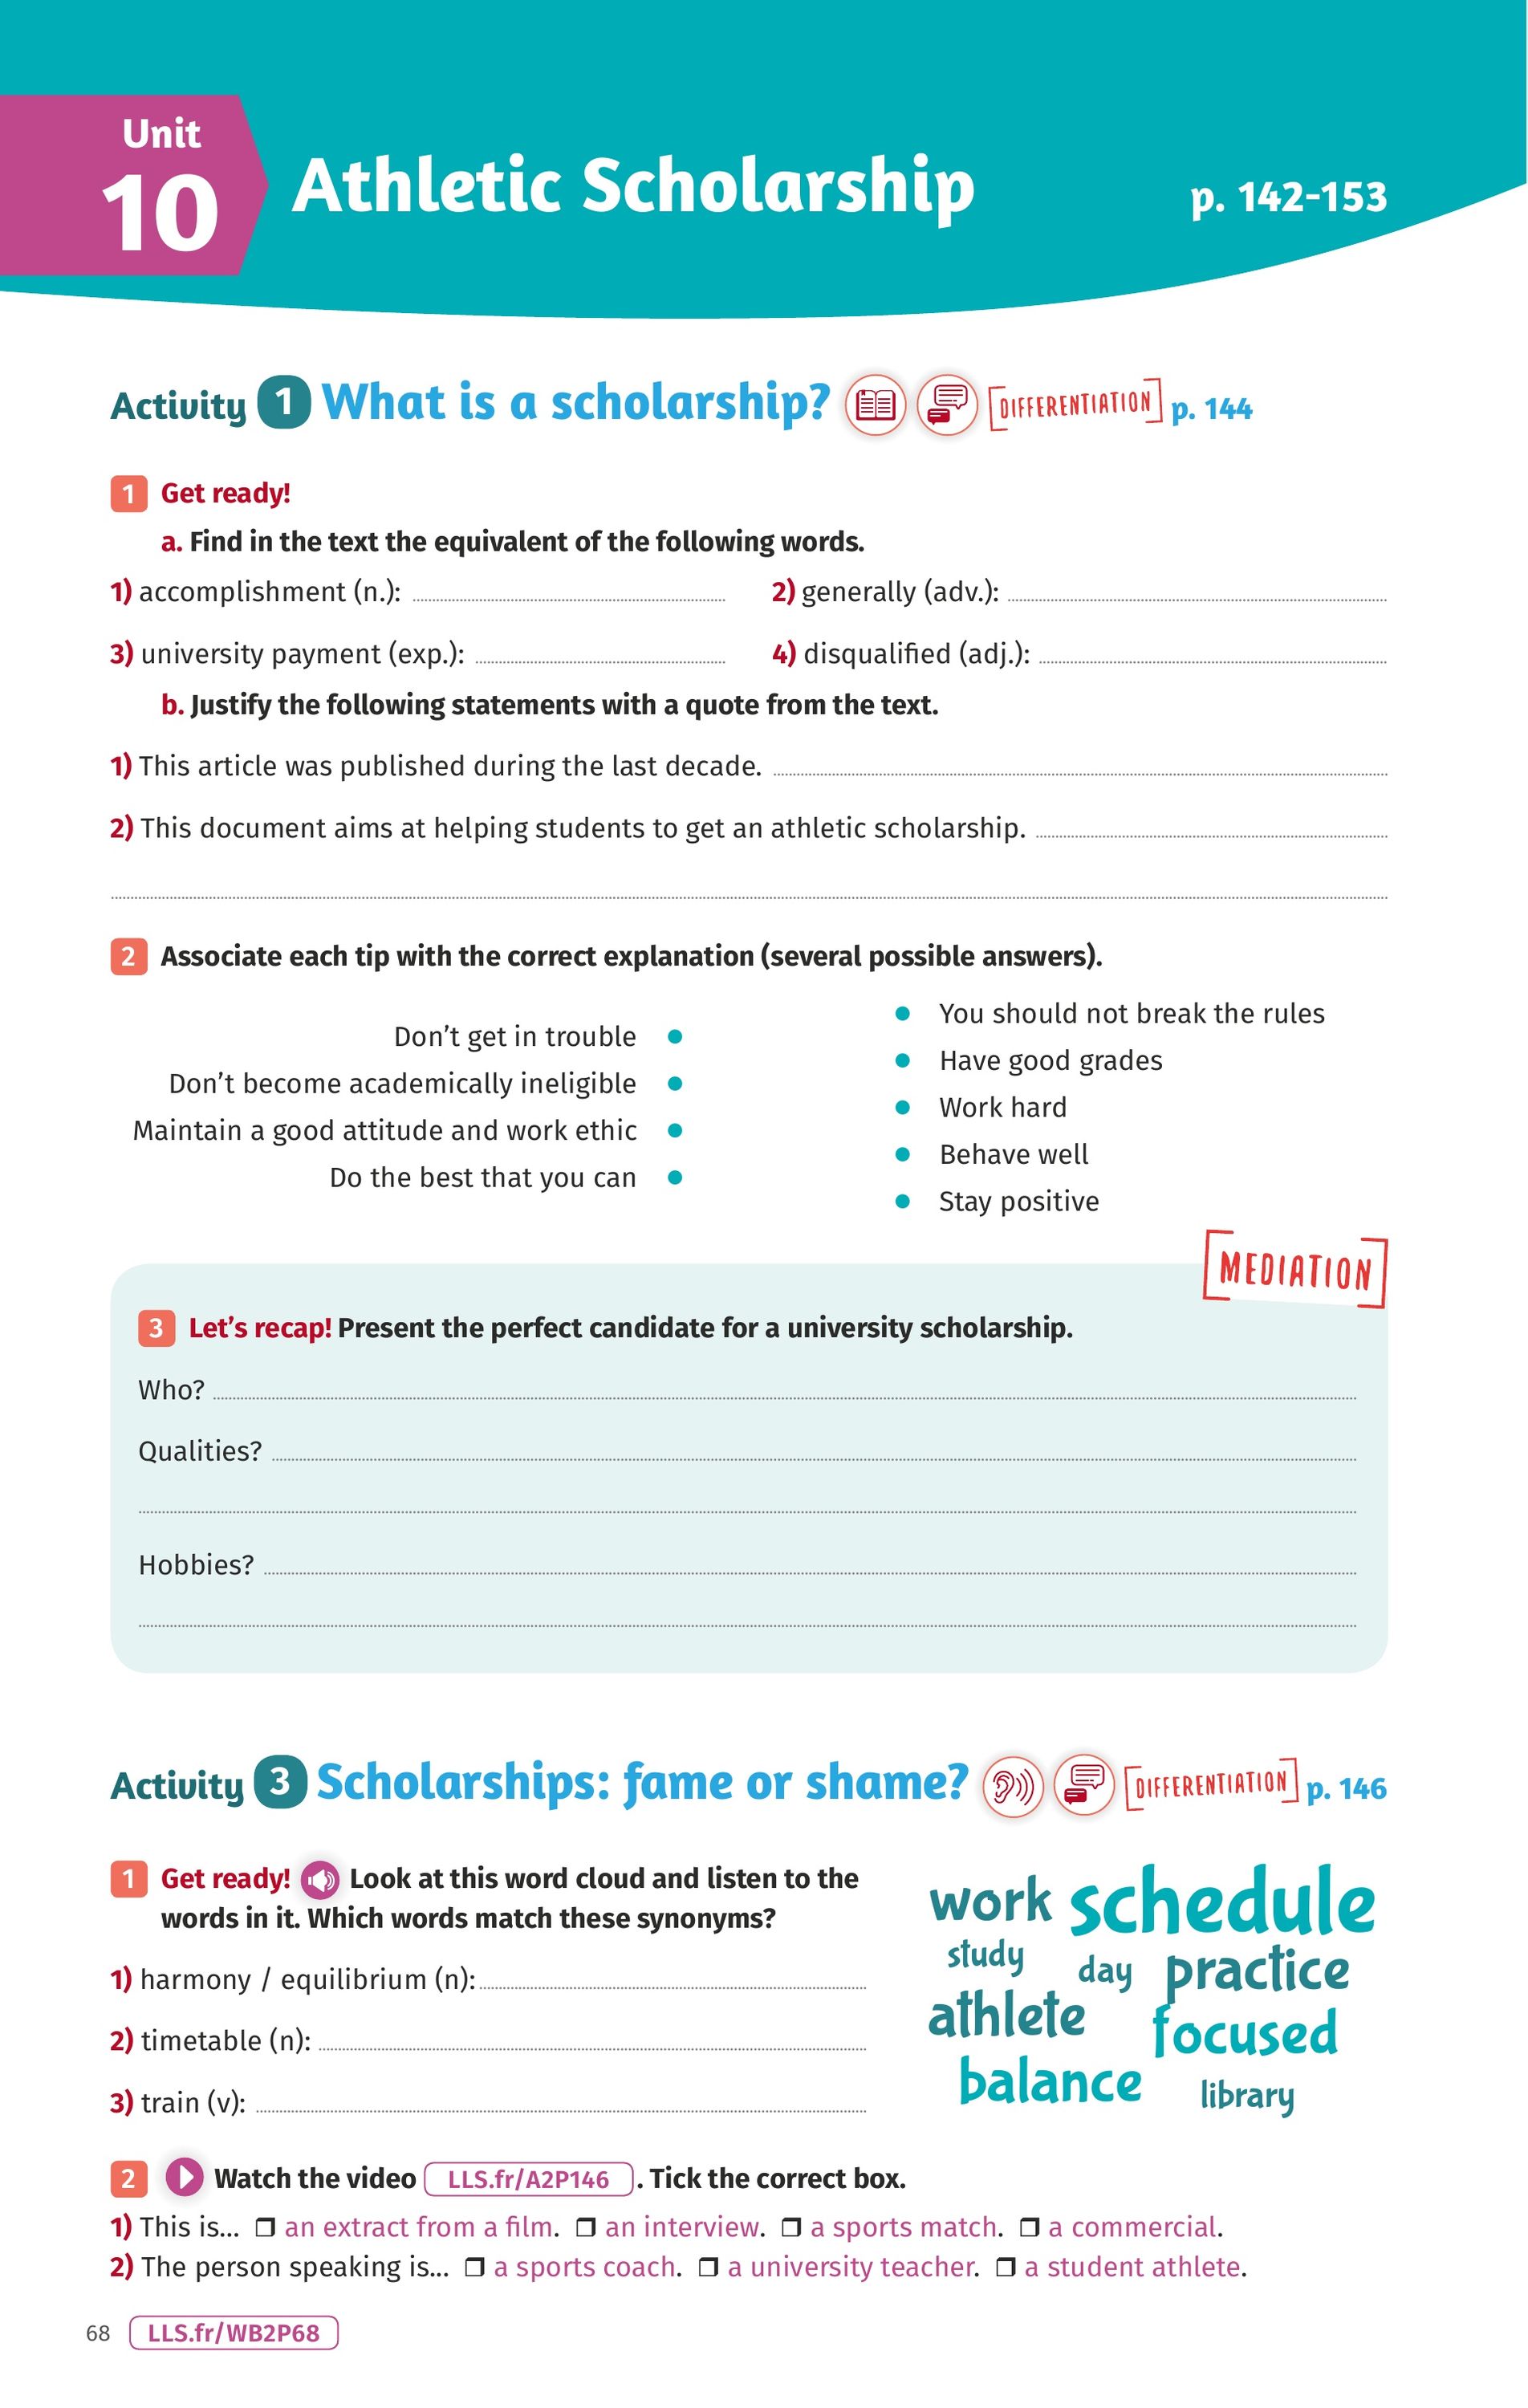 Unit
10
Athletic Scholarship
p. 142-153
Activity 1 What is a scholarship? DIFFERENTIATION p. 144
1 Get ready!
a. Find in the text the equivalent of the following words.
1) accomplishment (n.):
2) generally (adv.):
3) university payment (exp.):
4) disqualified (adj.):
b. Justify the following statements with a quote from the text.
1) This article was published during the last decade.
2) This document aims at helping students to get an athletic scholarship.
2 Associate each tip with the correct explanation (several possible answers).
Don't get in trouble
Don't become academically ineligible
Maintain a good attitude and work ethic
Do the best that you can
You should not break the rules
Have good grades
Work hard
Behave well
Stay positive
MEDIATION
3 Let's recap! Present the perfect candidate for a university scholarship.
Who?
Qualities?
Hobbies?
Activity 3 Scholarships: fame or shame? DIFFERENTIATION p. 146
1 Get ready! Look at this word cloud and listen to the
words in it. Which words match these synonyms?
1) harmony / equilibrium (n):
2) timetable (n):
3) train (v):
work schedule
study day practice
athlete focused
balance library
2 Watch the video LLS.fr/A2P146. Tick the correct box.
1) This is... ❒ an extract from a film. ❒ an interview. ❒ a sports match. ❒ a commercial.
2) The person speaking is... ❒ a sports coach. ❒ a university teacher. ❒ a student athlete.
68 LLS.fr/WB2P68